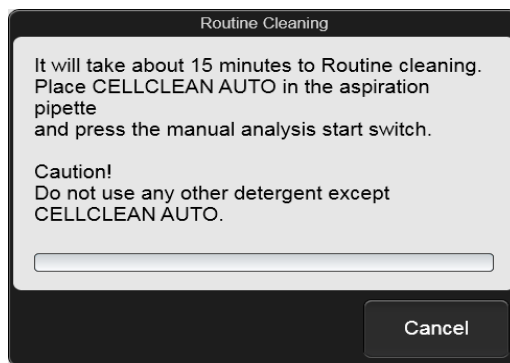 Routine Cleaning
It will take about 15 minutes to Routine cleaning.
Place CELLCLEAN AUTO in the aspiration
pipette
and press the manual analysis start switch.
Caution!
Do not use any other detergent except
CELLCLEAN AUTO.
Cancel